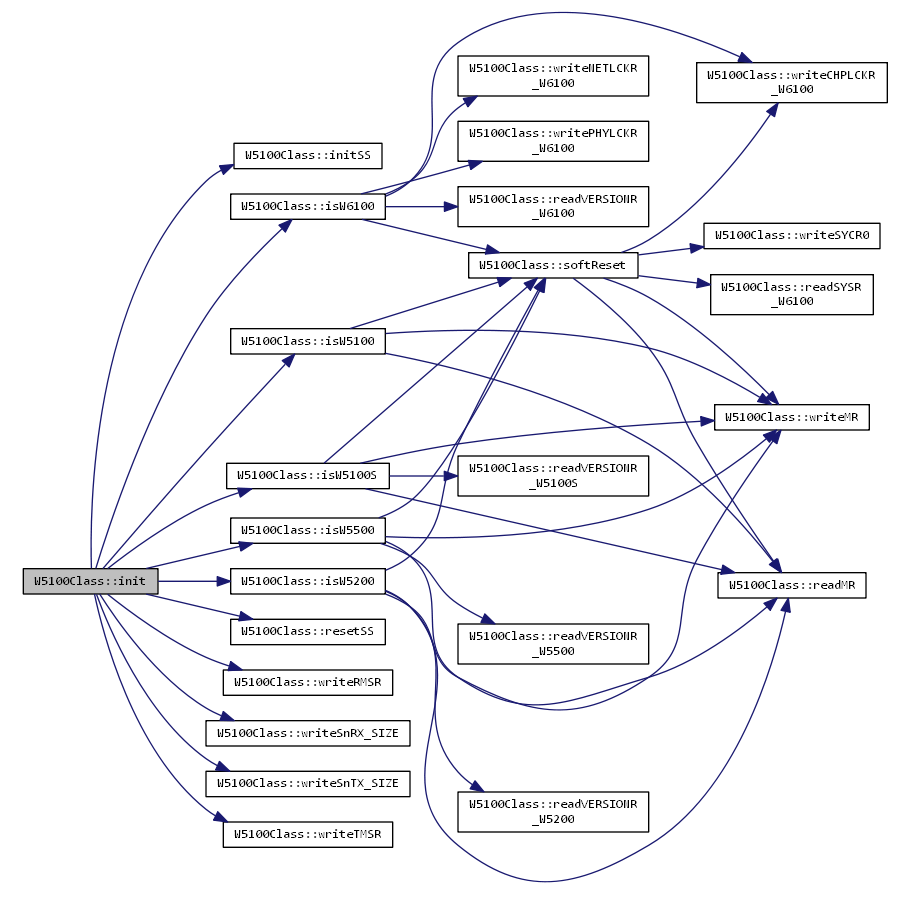 W5100Class::writeNETLCKR
_W6100
W5100Class::writeCHPLCKR
_W6100
W5100Class::writePHYLCKR
_W6100
W5100Class::initSS
W5100Class::isW6100
W5100Class::readVERSIONR
_W6100
W5100Class::writeSYCR0
W5100Class::softReset
W5100Class::readSYSR
_W6100
W5100Class::isW5100
W5100Class::writeMR
W5100Class::isW5100S
W5100Class::readVERSIONR
_W5100S
W5100Class::isW5500
W5100Class::init
W5100Class::isW5200
W5100Class::readMR
W5100Class::resetSS
W5100Class::readVERSIONR
_W5500
W5100Class::writeRMSR
W5100Class::writeSnRX_SIZE
W5100Class::writeSnTX_SIZE
W5100Class::readVERSIONR
_W5200
W5100Class::writeTMSR